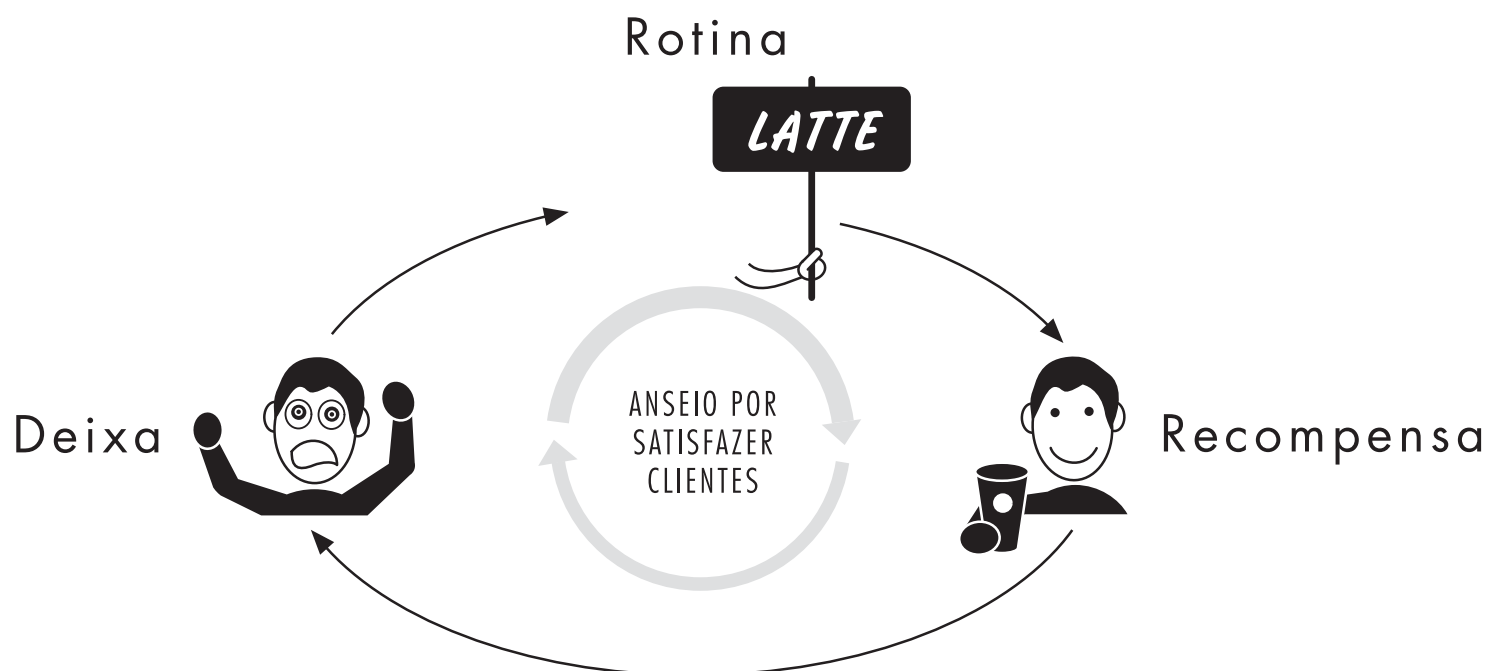 Rotina
LATTE
Deixa
ANSEIO POR
SATISFAZER
CLIENTES
Recompensa